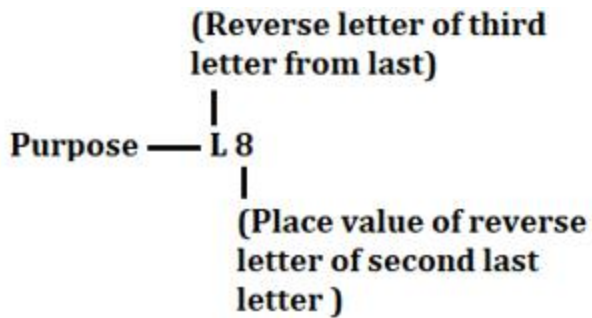 (Reverse letter of third
letter from last)
Purpose — L 8
(Place value of reverse
letter of second last
letter )